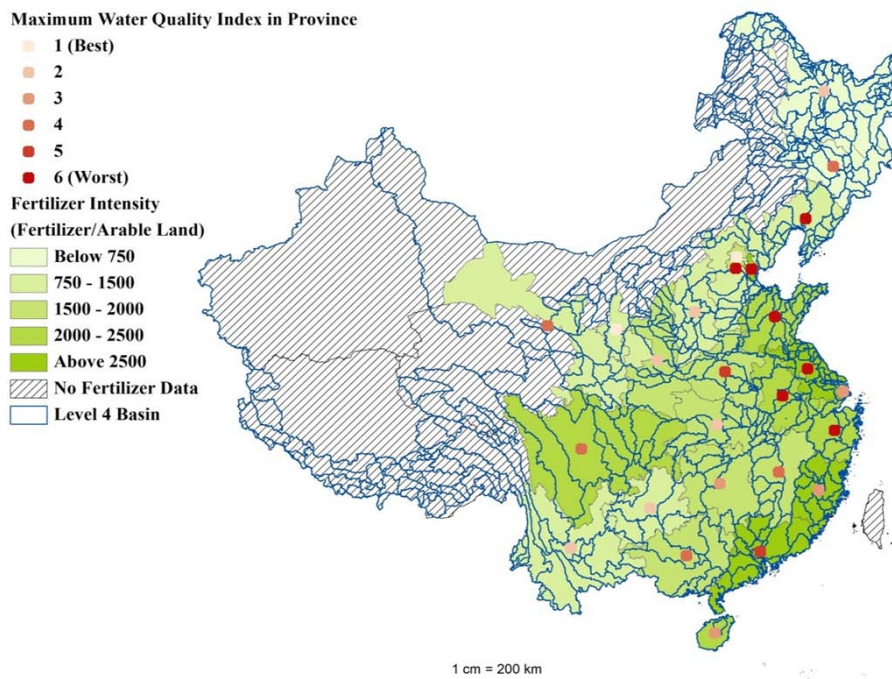 Maximum Water Quality Index in Province
1 (Best)
2
3
4
5
6 (Worst)
Fertilizer Intensity
(Fertilizer/Arable Land)
Below 750
750 - 1500
1500 - 2000
2000 - 2500
Above 2500
No Fertilizer Data
Level 4 Basin
1 cm = 200 km